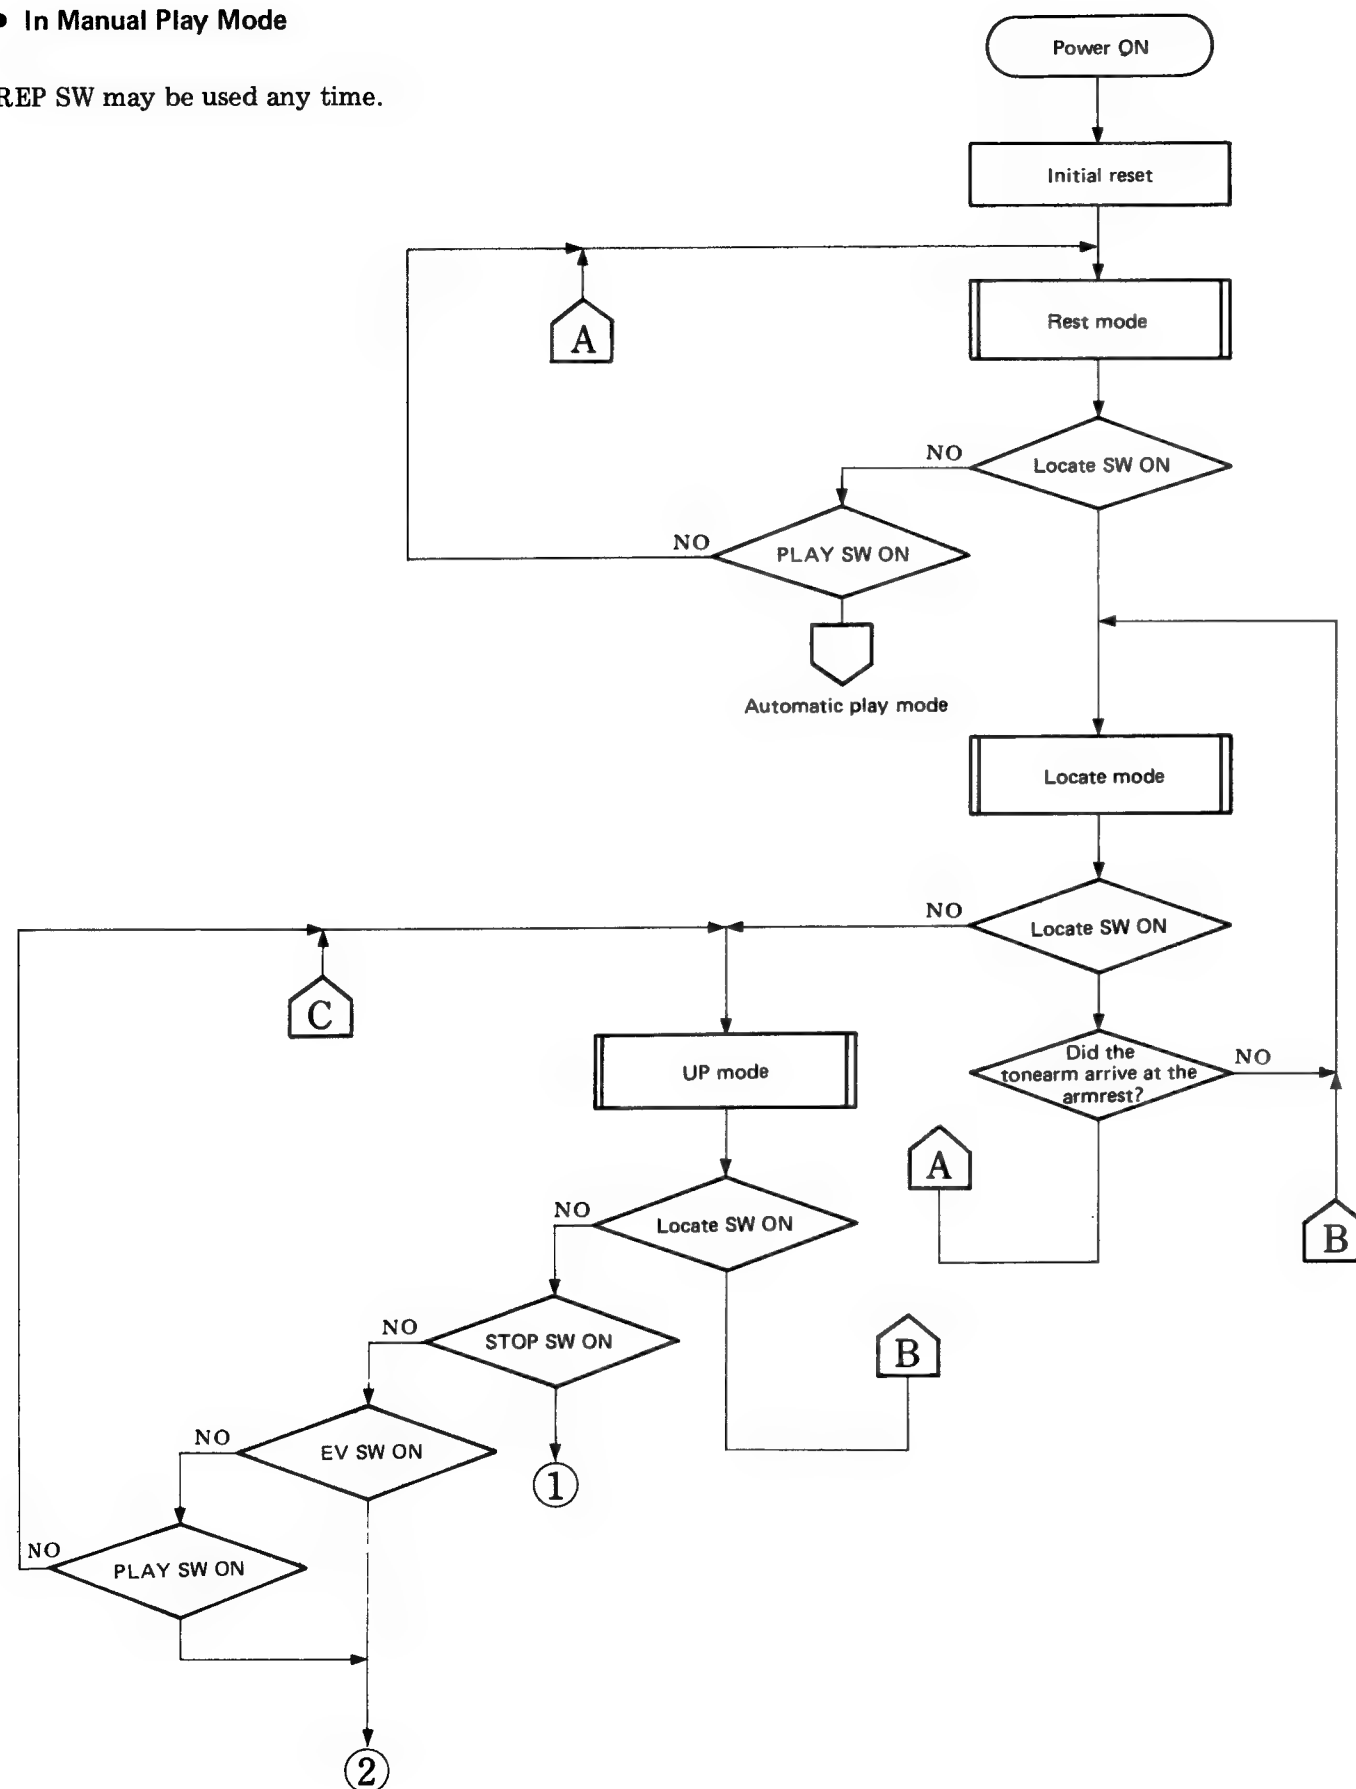 • In Manual Play Mode
REP SW may be used any time.
Power ON
Initial reset
A
Rest mode
NO
Locate SW ON
NO
PLAY SW ON
Automatic play mode
Locate mode
NO
Locate SW ON
C
UP mode
Did the
tonearm arrive at the
armrest?
NO
A
NO
Locate SW ON
B
NO
STOP SW ON
B
NO
EV SW ON
1
NO
PLAY SW ON
2